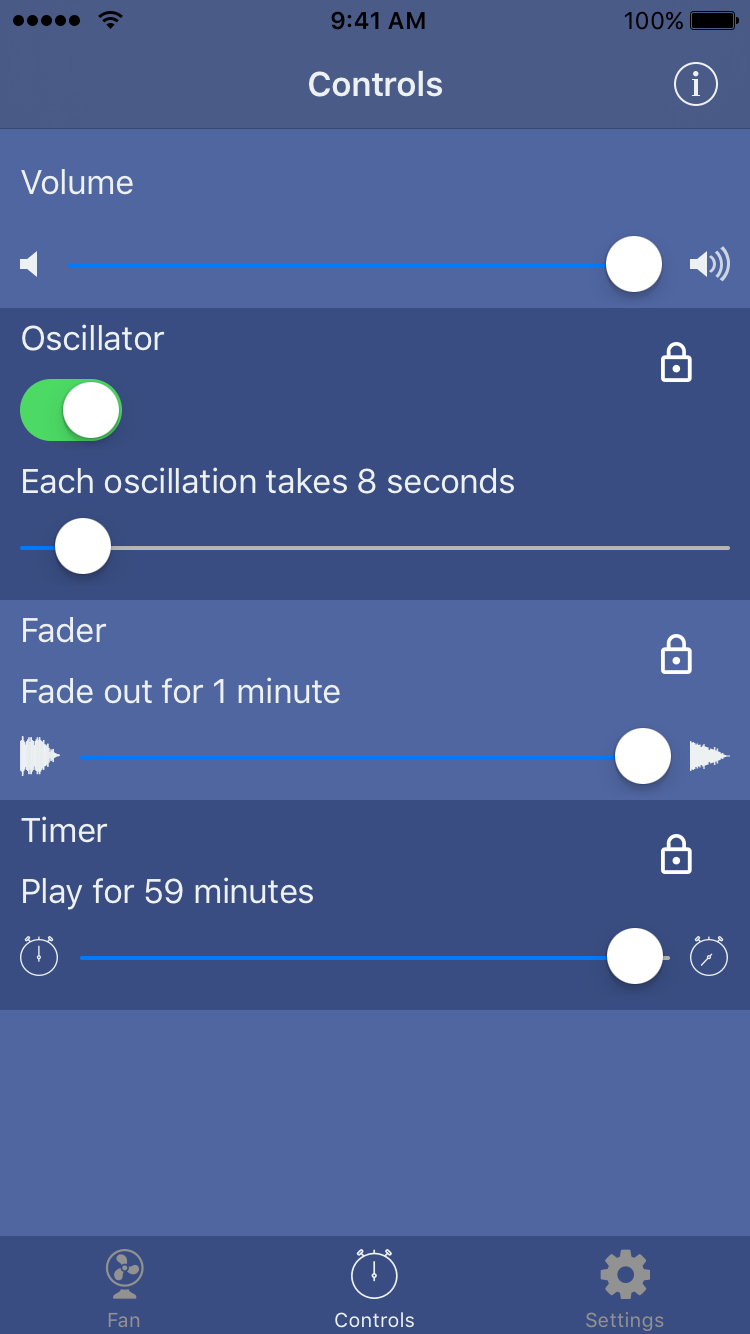 9:41 AM 100%
Controls
Volume
Oscillator
Each oscillation takes 8 seconds
Fader
Fade out for 1 minute
Timer
Play for 59 minutes
Fan Controls Settings